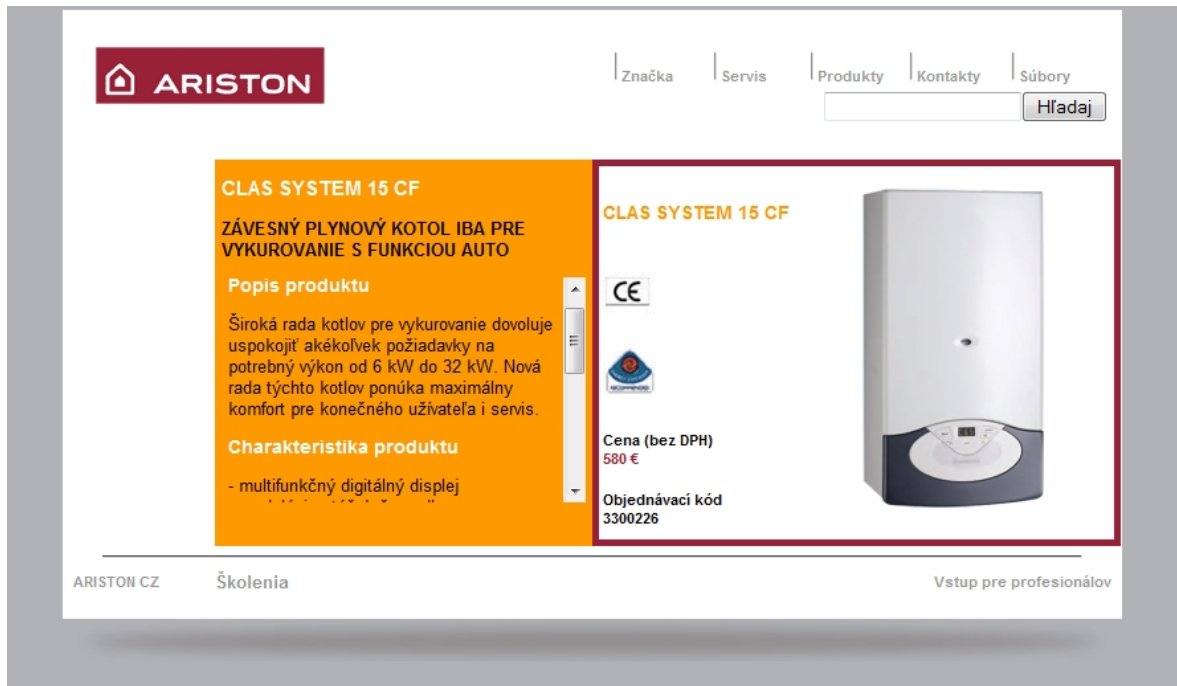 ARISTON
Značka
Servis
Produkty
Kontakty
Súbory
Hľadaj
CLAS SYSTEM 15 CF
ZÁVESNÝ PLYNOVÝ KOTOL IBA PRE
VYKUROVANIE S FUNKCIOU AUTO
Popis produktu
Široká rada kotlov pre vykurovanie dovoluje
uspokojiť akékoľvek požiadavky na
potrebný výkon od 6 kW do 32 kW. Nová
rada týchto kotlov ponúka maximálny
komfort pre konečného užívateľa i servis.
Charakteristika produktu
- multifunkčný digitálný displej
CLAS SYSTEM 15 CF
CE
RECOMMENDED
Cena (bez DPH)
580 €
Objednávací kód
3300226
ARISTON CZ
Školenia
Vstup pre profesionálov